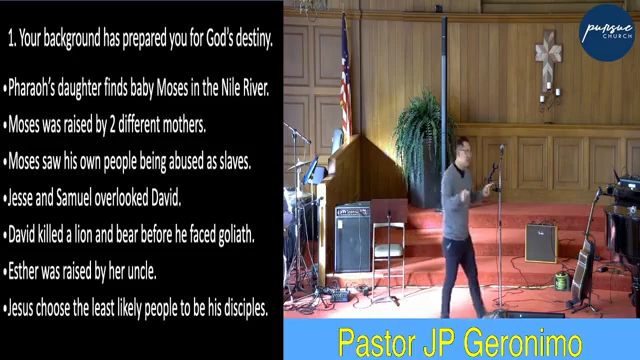 1. Your background has prepared you for God's destiny.
•Pharaoh's daughter finds baby Moses in the Nile River.
•Moses was raised by 2 different mothers.
•Moses saw his own people being abused as slaves.
•Jesse and Samuel overlooked David.
•David killed a lion and bear before he faced goliath.
•Esther was raised by her uncle.
•Jesus choose the least likely people to be his disciples.
pursue
CHURCH
Pastor JP Geronimo